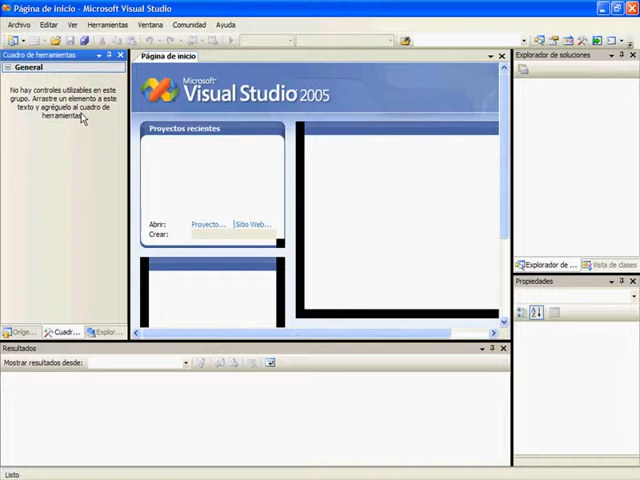 Página de inicio - Microsoft Visual Studio
Archivo Editar Ver Herramientas Ventana Comunidad Ayuda
Cuadro de herramientas
General
No hay controles utilizables en este
grupo. Arrastre un elemento a este
texto y agréguelo al cuadro de
herramientas.
Orige... Cuadr... Explor...
Página de inicio
Microsoft
Visual Studio 2005
Proyectos recientes
Abrir: Proyecto... Sitio Web...
Crear:
Explorador de soluciones
Explorador de ... Vista de clases
Propiedades
Resultados
Mostrar resultados desde:
Listo